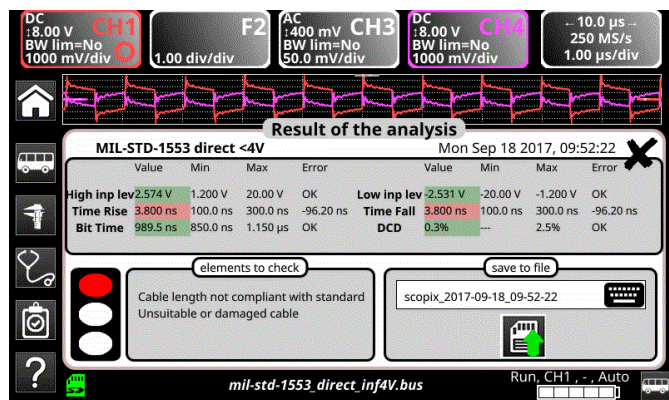 DC
↕8.00 V CH1
BW lim=No
1000 mV/div
F2
1.00 div/div
AC
↕400 mV CH3
BW lim=No
50.0 mV/div
DC
↕8.00 V CH4
BW lim=No
1000 mV/div
←10.0 µs→
250 MS/s
1.00 µs/div
Result of the analysis
MIL-STD-1553 direct <4V Mon Sep 18 2017, 09:52:22
Value Min Max Error Value Min Max Error
High inp lev 2.574 V 1.200 V 20.00 V OK Low inp lev -2.531 V -20.00 V -1.200 V OK
Time Rise 3.800 ns 100.0 ns 300.0 ns -96.20 ns Time Fall 3.800 ns 100.0 ns 300.0 ns -96.20 ns
Bit Time 989.5 ns 850.0 ns 1.150 µs OK DCD 0.3% --- 2.5% OK
elements to check
Cable length not compliant with standard
Unsuitable or damaged cable
save to file
scopix_2017-09-18_09-52-22
?
mil-std-1553_direct_inf4V.bus
Run, CH1 , - , Auto